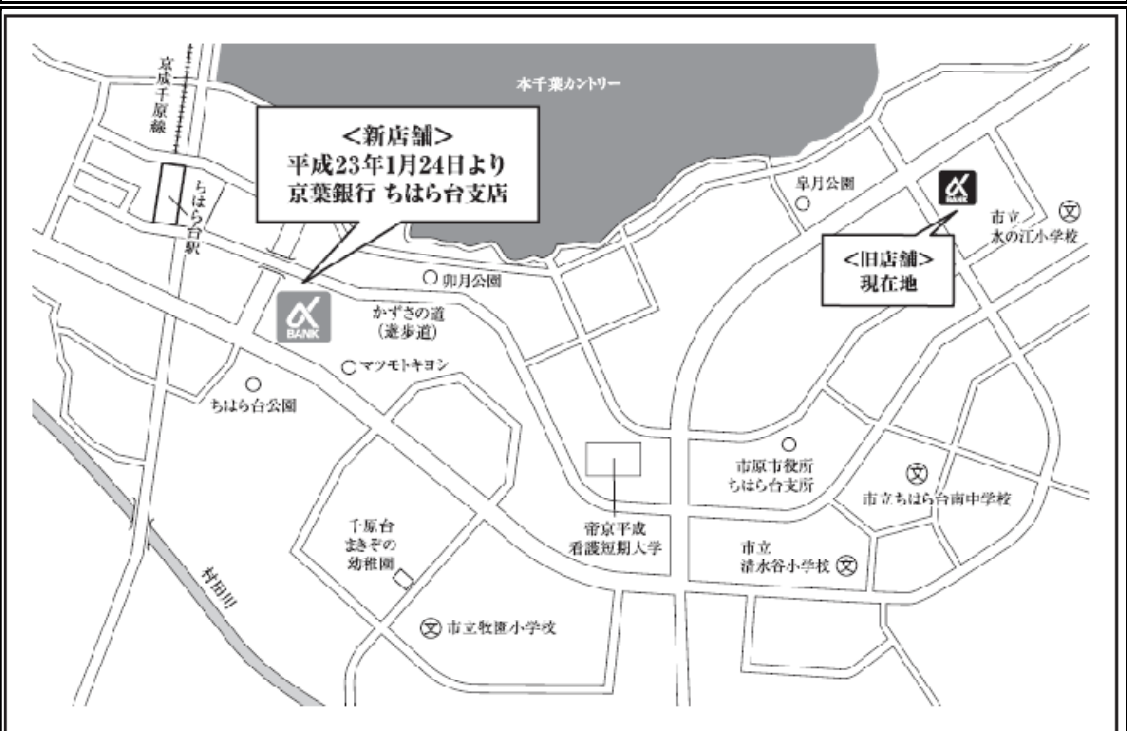 本千葉カントリー
京成千原線
<新店舗>
平成23年1月24日より
京葉銀行 ちはら台支店
ちはら台駅
皐月公園
α
BANK
市立
水の江小学校
文
<旧店舗>
現在地
卯月公園
α
BANK
かずさの道
(遊歩道)
マツモトキヨシ
ちはら台公園
市原市役所
ちはら台支所
文
市立ちはら台南中学校
帝京平成
看護短期大学
千原台
まきぞの
幼稚園
市立
清水谷小学校
文
村田川
文
市立牧園小学校